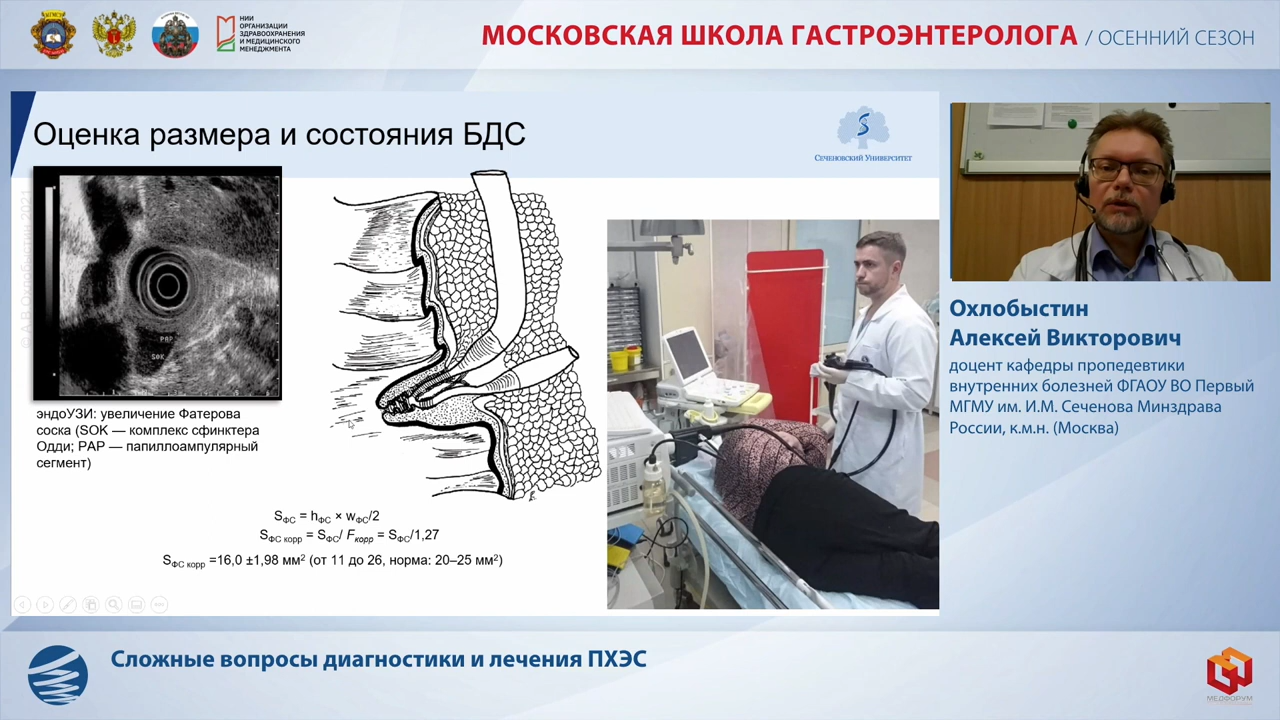 НИИ
ОРГАНИЗАЦИИ
ЗДРАВООХРАНЕНИЯ
И МЕДИЦИНСКОГО
МЕНЕДЖМЕНТА
МОСКОВСКАЯ ШКОЛА ГАСТРОЭНТЕРОЛОГА / ОСЕННИЙ СЕЗОН
Оценка размера и состояния БДС
Сеченовский Университет
© А.В.Охлобыстин 2021
PAP
SOK
эндоУЗИ: увеличение Фатерова
соска (SOK — комплекс сфинктера
Одди; PAP — папиллоампулярный
сегмент)
SФС = hФС × wФС/2
SФС корр = SФС/ Fкорр = SФС/1,27
SФС корр =16,0 ±1,98 мм² (от 11 до 26, норма: 20–25 мм²)
Охлобыстин
Алексей Викторович
доцент кафедры пропедевтики
внутренних болезней ФГАОУ ВО Первый
МГМУ им. И.М. Сеченова Минздрава
России, к.м.н. (Москва)
Сложные вопросы диагностики и лечения ПХЭС
МЕДФОРУМ